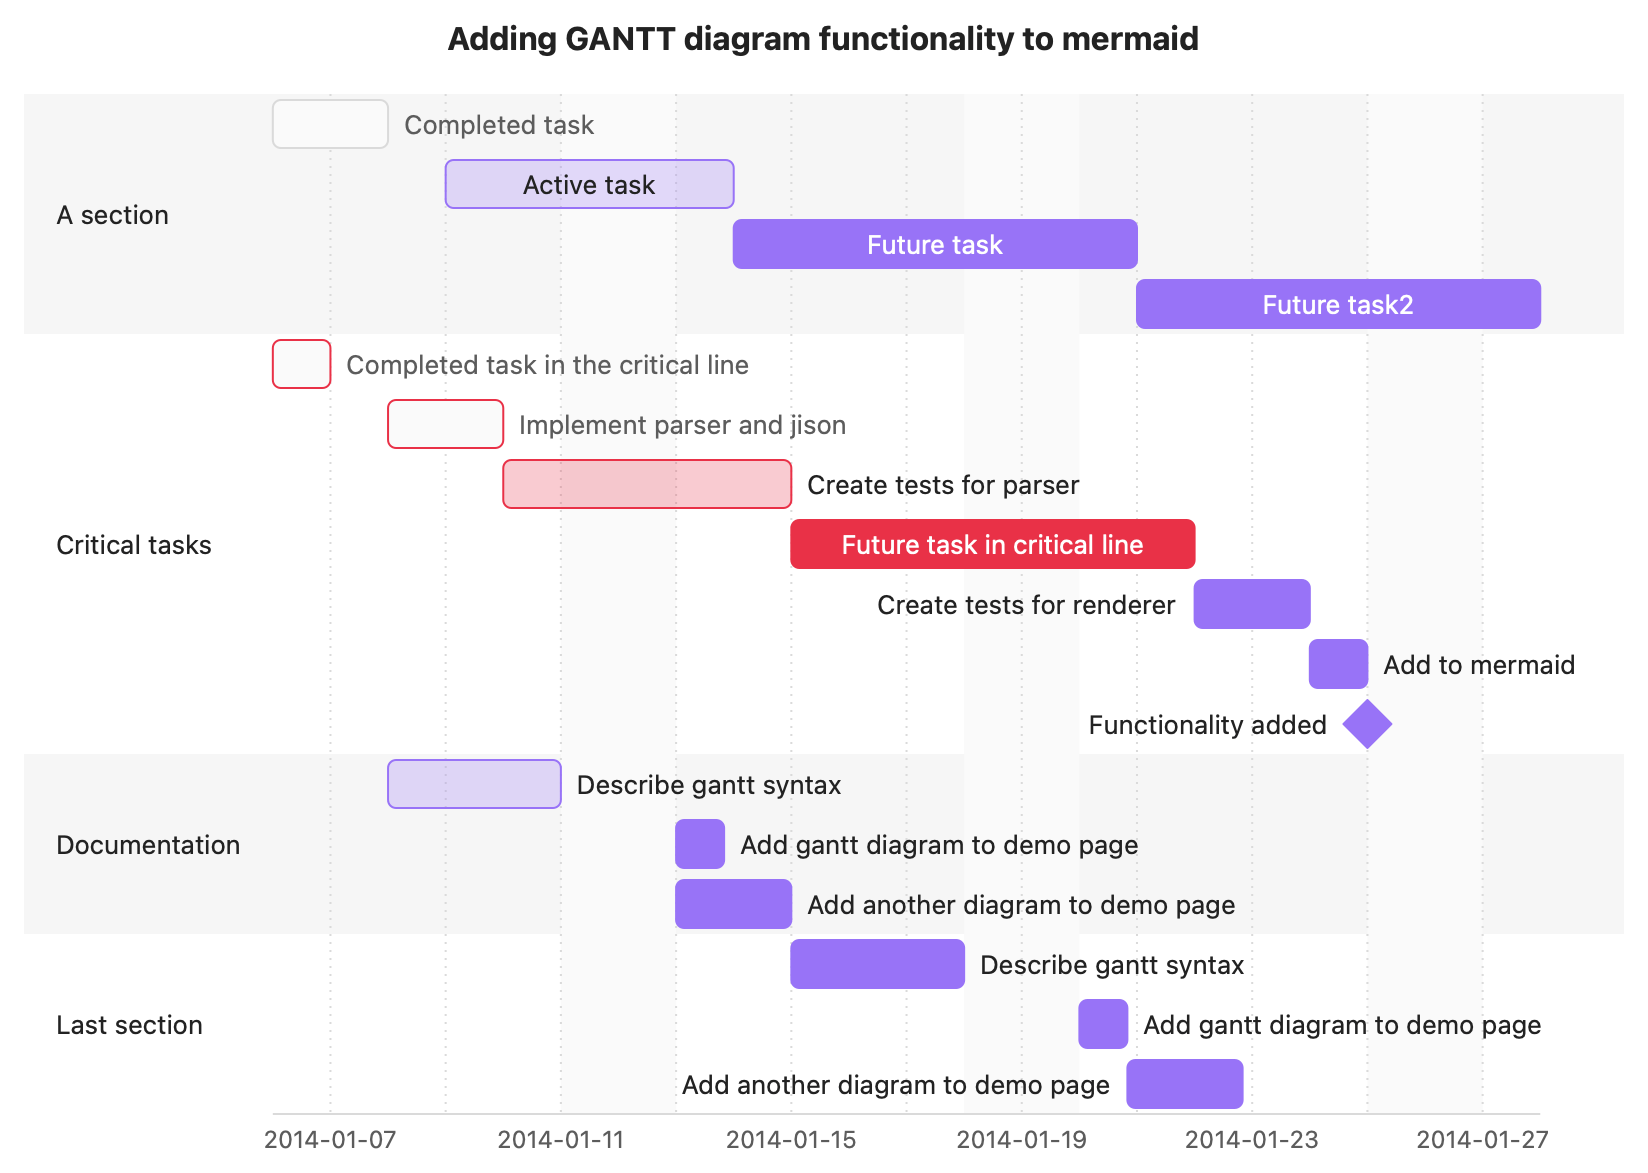 Adding GANTT diagram functionality to mermaid
Completed task
Active task
A section
Future task
Future task2
Completed task in the critical line
Implement parser and jison
Create tests for parser
Critical tasks
Future task in critical line
Create tests for renderer
Add to mermaid
Functionality added
Describe gantt syntax
Documentation
Add gantt diagram to demo page
Add another diagram to demo page
Describe gantt syntax
Last section
Add gantt diagram to demo page
Add another diagram to demo page
2014-01-07 2014-01-11 2014-01-15 2014-01-19 2014-01-23 2014-01-27